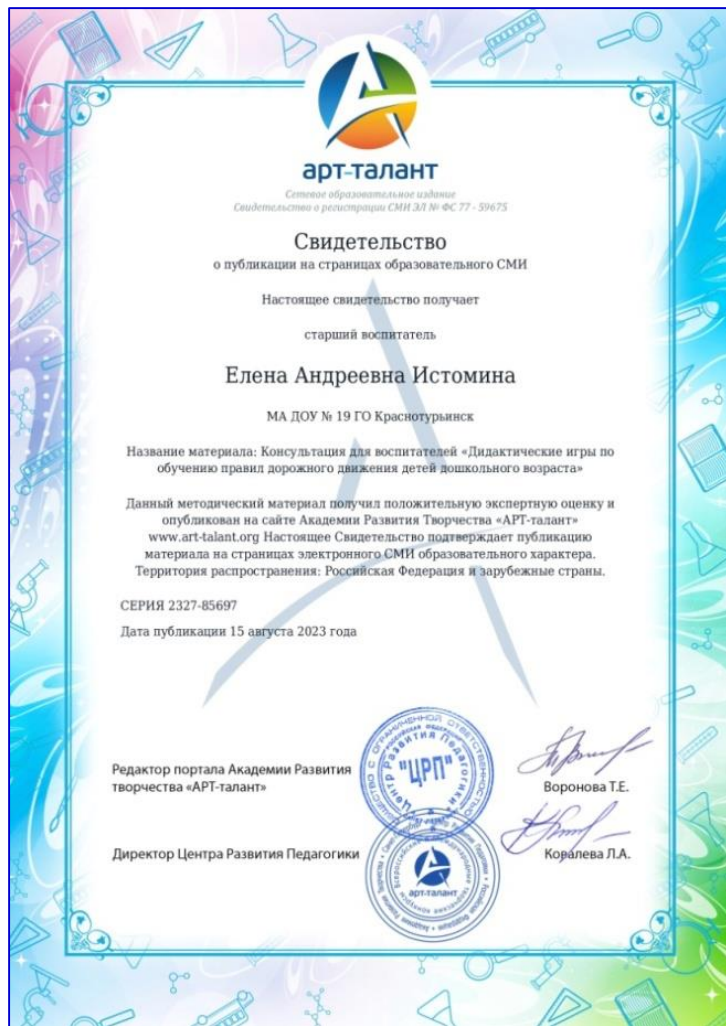 арт-талант
Сетевое образовательное издание
Свидетельство о регистрации СМИ ЭЛ № ФС 77 - 59675
Свидетельство
о публикации на страницах образовательного СМИ
Настоящее свидетельство получает
старший воспитатель
Елена Андреевна Истомина
МА ДОУ № 19 ГО Краснотурьинск
Название материала: Консультация для воспитателей «Дидактические игры по
обучению правил дорожного движения детей дошкольного возраста»
Данный методический материал получил положительную экспертную оценку и
опубликован на сайте Академии Развития Творчества «АРТ-талант»
www.art-talant.org Настоящее Свидетельство подтверждает публикацию
материала на страницах электронного СМИ образовательного характера.
Территория распространения: Российская Федерация и зарубежные страны.
СЕРИЯ 2327-85697
Дата публикации 15 августа 2023 года
Редактор портала Академии Развития
творчества «АРТ-талант»
Воронова Т.Е.
Директор Центра Развития Педагогики
Ковалева Л.А.
Центр Развития Педагогики
"ЦРП"
арт-талант